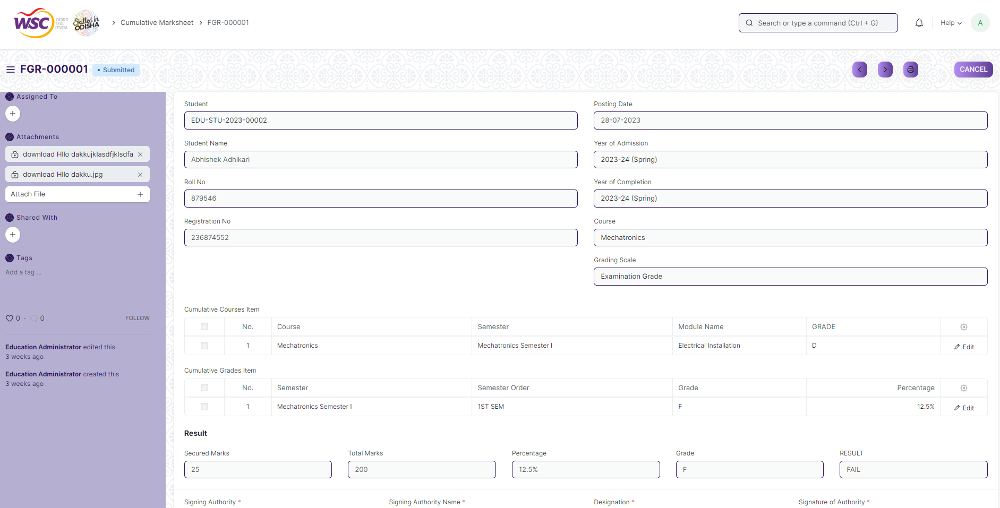 WSC WORLD SKILL CENTER Skilled in ODISHA > Cumulative Marksheet > FGR-000001 Search or type a command (Ctrl + G) Help A
FGR-000001 • Submitted CANCEL
Assigned To
Attachments
download Hllo dakkujklasdfjklsdfa
download Hllo dakku.jpg
Attach File
Shared With
Tags
Add a tag ...
0 · 0 FOLLOW
Education Administrator edited this
3 weeks ago
Education Administrator created this
3 weeks ago
Student
EDU-STU-2023-00002
Student Name
Abhishek Adhikari
Roll No
879546
Registration No
236874552
Posting Date
28-07-2023
Year of Admission
2023-24 (Spring)
Year of Completion
2023-24 (Spring)
Course
Mechatronics
Grading Scale
Examination Grade
Cumulative Courses Item
No. Course Semester Module Name GRADE
1 Mechatronics Mechatronics Semester I Electrical Installation D Edit
Cumulative Grades Item
No. Semester Semester Order Grade Percentage
1 Mechatronics Semester I 1ST SEM F 12.5% Edit
Result
Secured Marks Total Marks Percentage Grade RESULT
25 200 12.5% F FAIL
Signing Authority * Signing Authority Name * Designation * Signature of Authority *